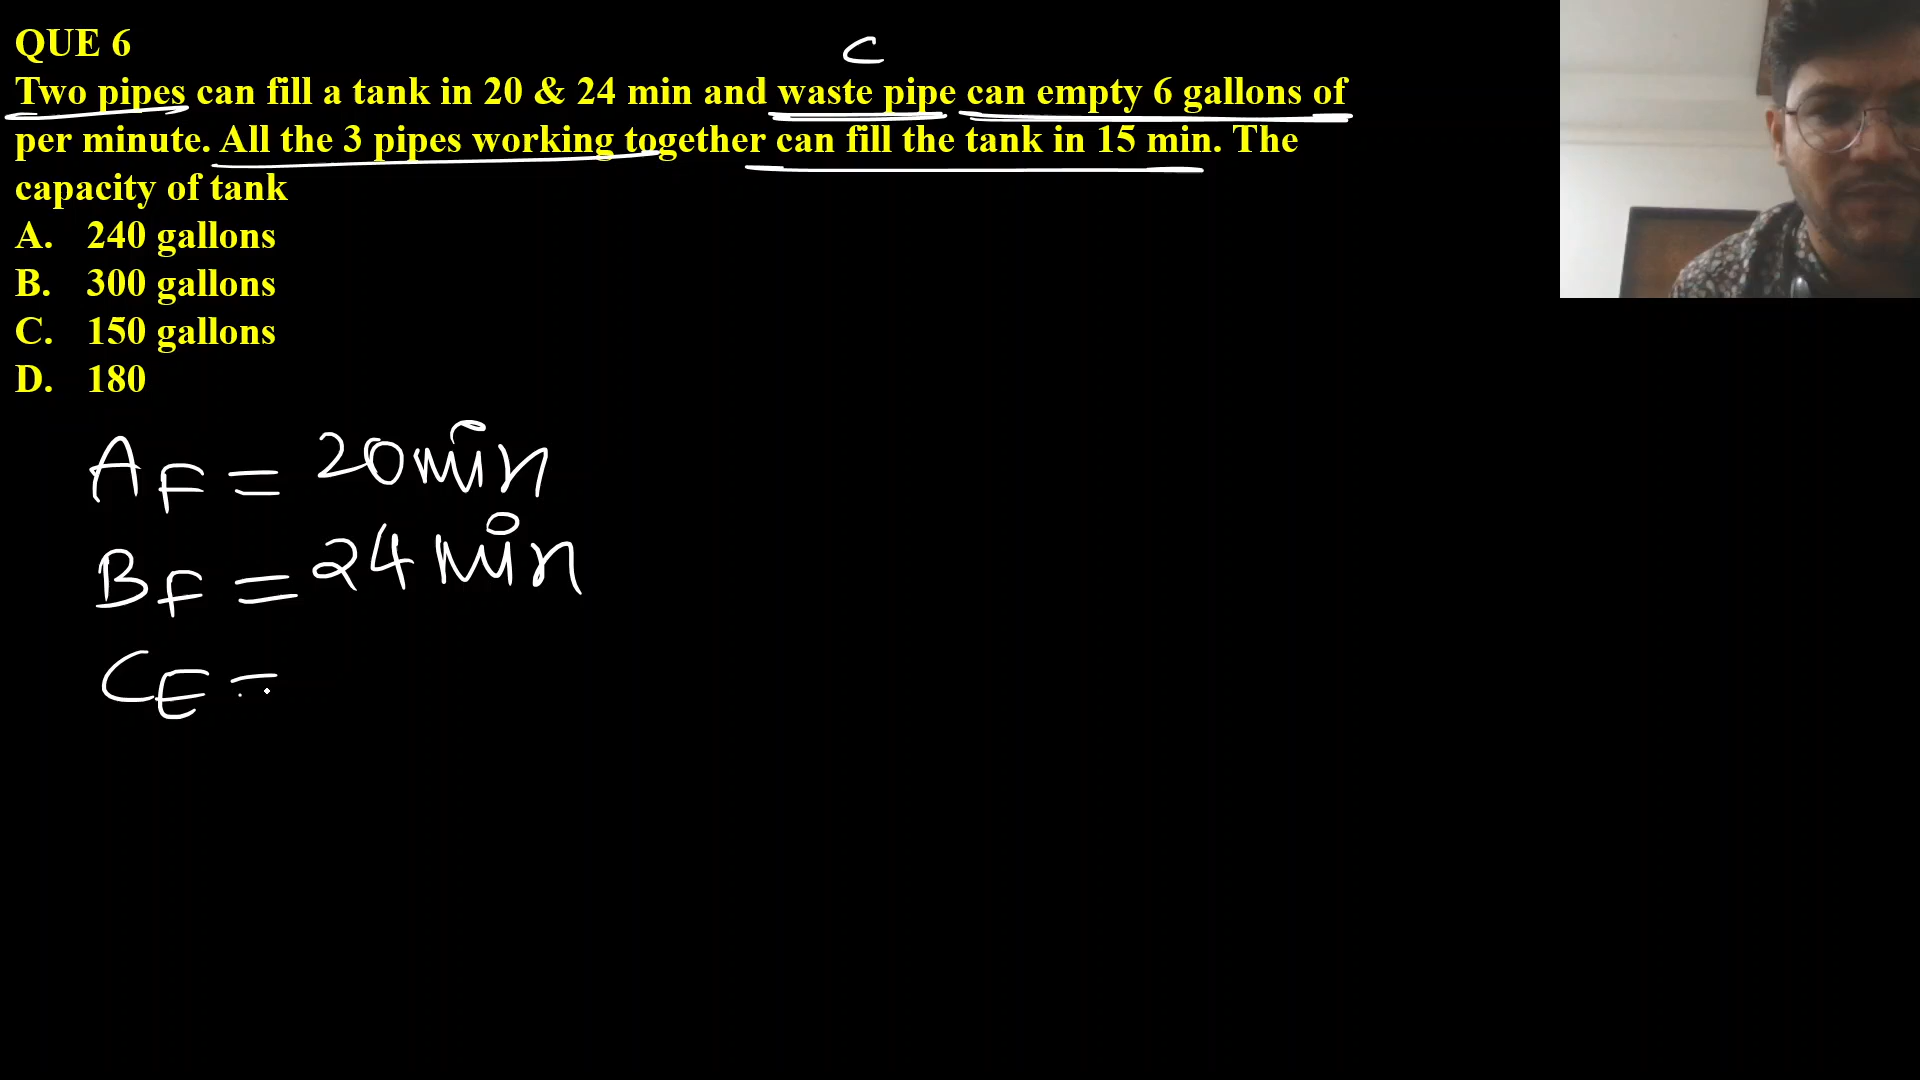 QUE 6
C
Two pipes can fill a tank in 20 & 24 min and waste pipe can empty 6 gallons of
per minute. All the 3 pipes working together can fill the tank in 15 min. The
capacity of tank
A. 240 gallons
B. 300 gallons
C. 150 gallons
D. 180
AF = 20min
BF = 24min
CE =